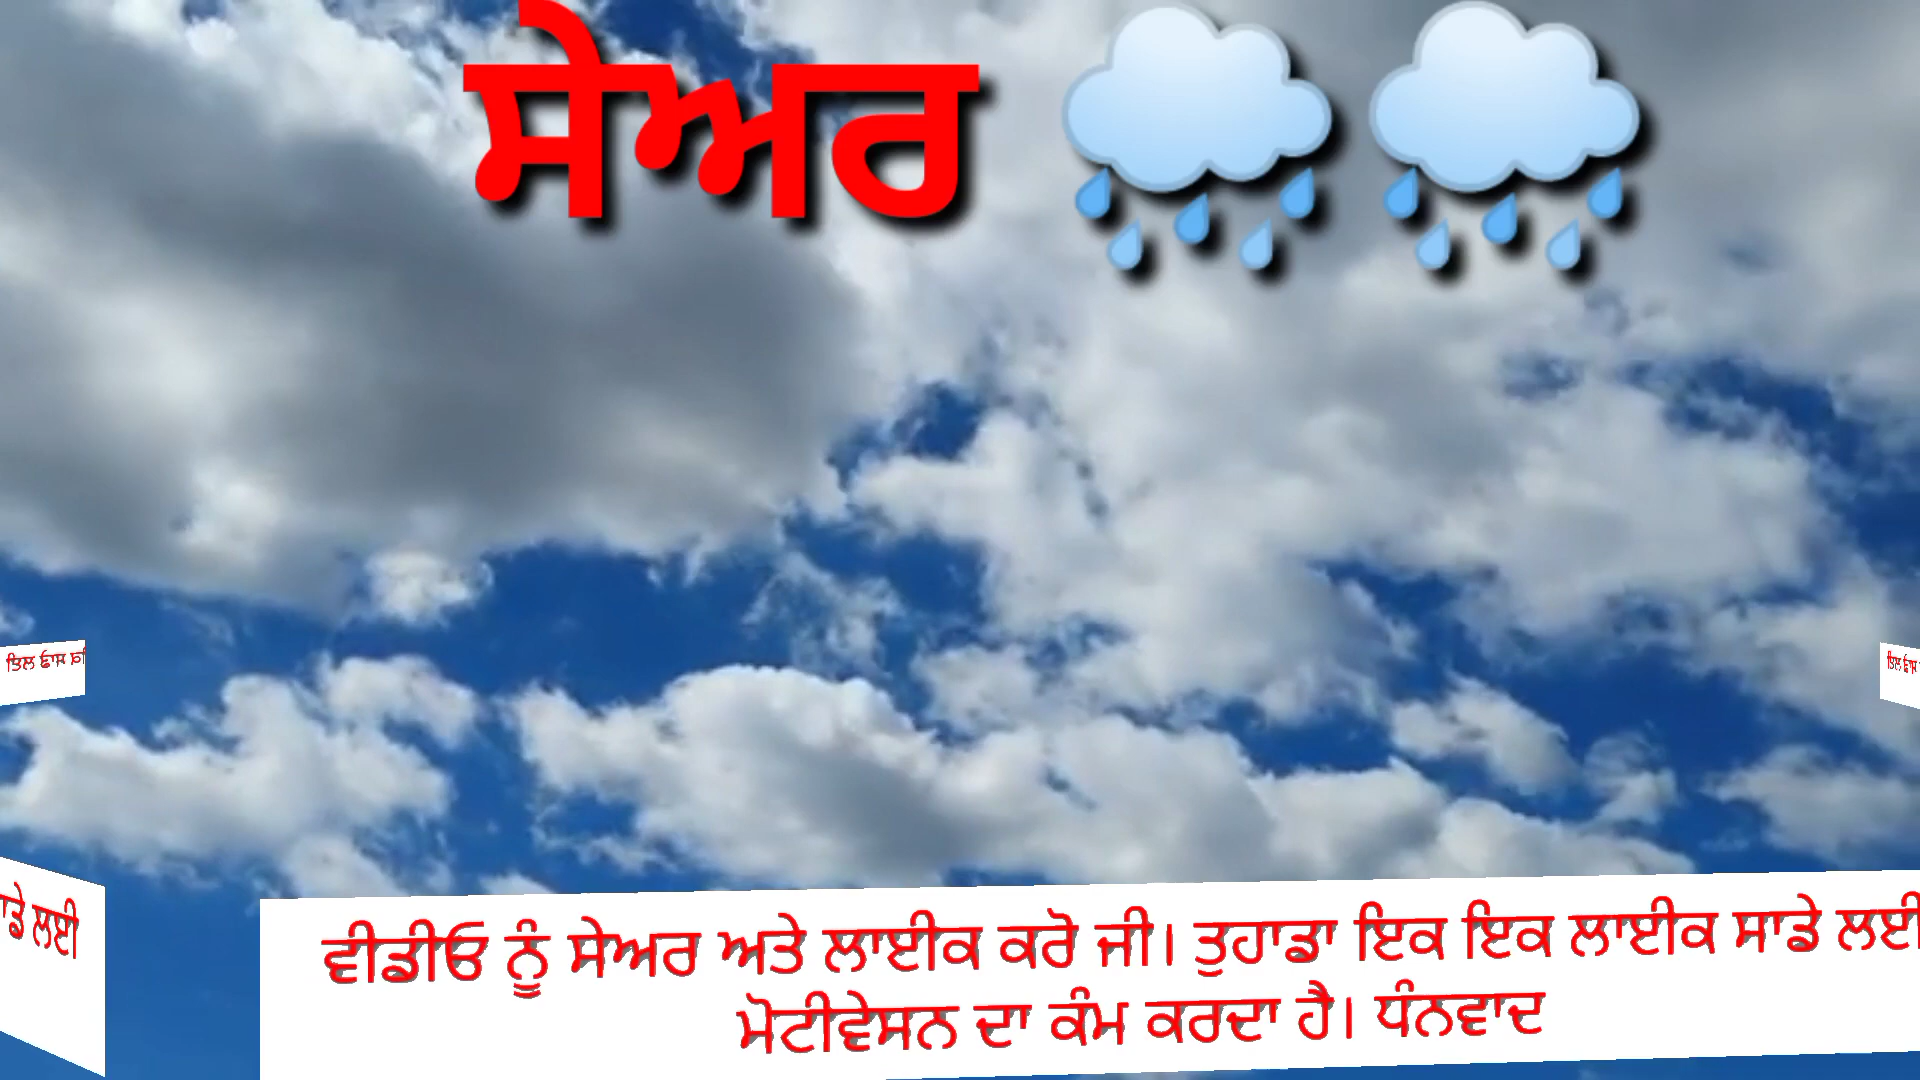 ਸੇਅਰ
ਾਡੇ ਲਈ
ਵੀਡੀਓ ਨੂੰ ਸੇਅਰ ਅਤੇ ਲਾਈਕ ਕਰੋ ਜੀ। ਤੁਹਾਡਾ ਇਕ ਇਕ ਲਾਈਕ ਸਾਡੇ ਲਈ
ਮੋਟੀਵੇਸਨ ਦਾ ਕੰਮ ਕਰਦਾ ਹੈ। ਧੰਨਵਾਦ